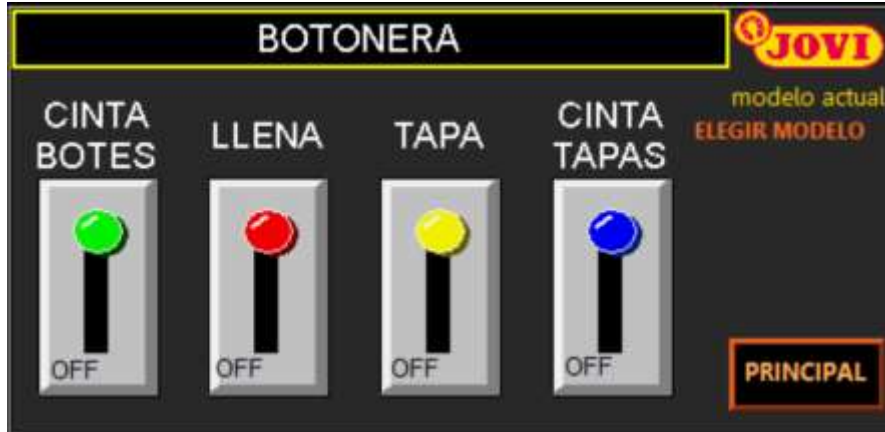 BOTONERA
JOVI
modelo actual
ELEGIR MODELO
CINTA
BOTES
LLENA
TAPA
CINTA
TAPAS
OFF
OFF
OFF
OFF
PRINCIPAL